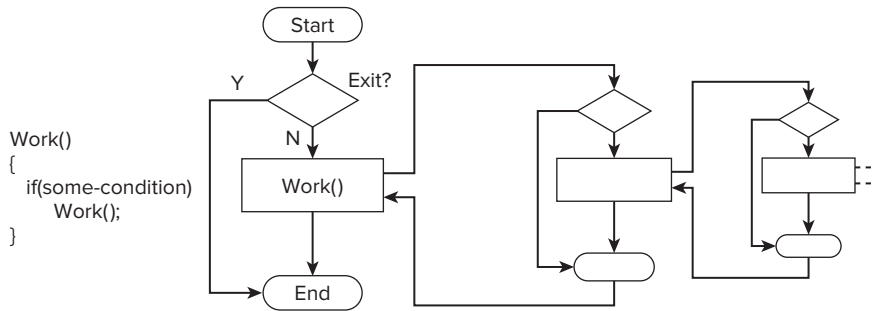 Work()
{
if(some-condition)
Work();
}
Start
Y
Exit?
N
Work()
End